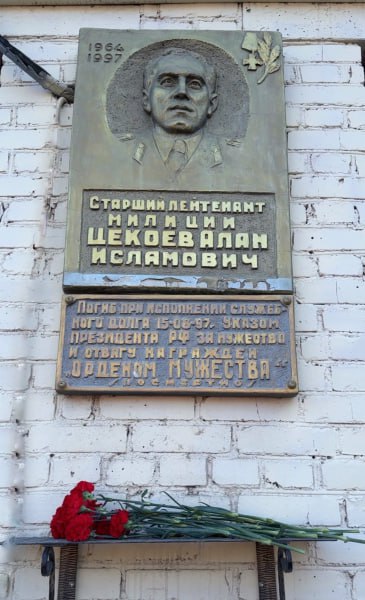 1964
1997
СТАРШИЙ ЛЕЙТЕНАНТ
МИЛИЦИИ
ЦЕКОЕВ АЛАН
ИСЛАМОВИЧ
ПОГИБ ПРИ ИСПОЛНЕНИИ СЛУЖЕБ-
НОГО ДОЛГА 15-08-97г. УКАЗОМ
ПРЕЗИДЕНТА РФ ЗА МУЖЕСТВО
И ОТВАГУ НАГРАЖДЕН
„ОРДЕНОМ МУЖЕСТВА"
/ПОСМЕРТНО/